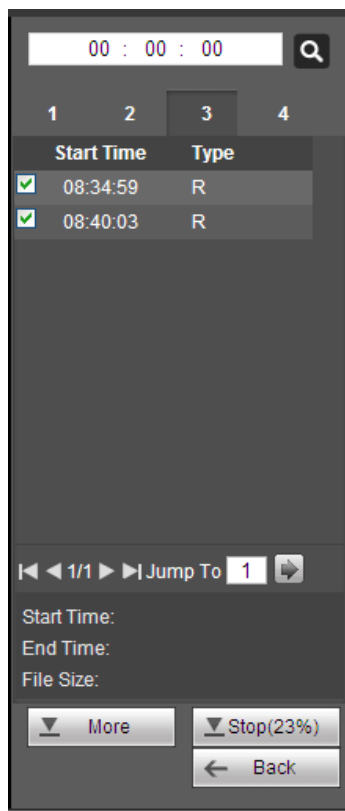 00 : 00 : 00
1 2 3 4
Start Time Type
08:34:59 R
08:40:03 R
1/1 Jump To 1
Start Time:
End Time:
File Size:
More Stop(23%)
Back